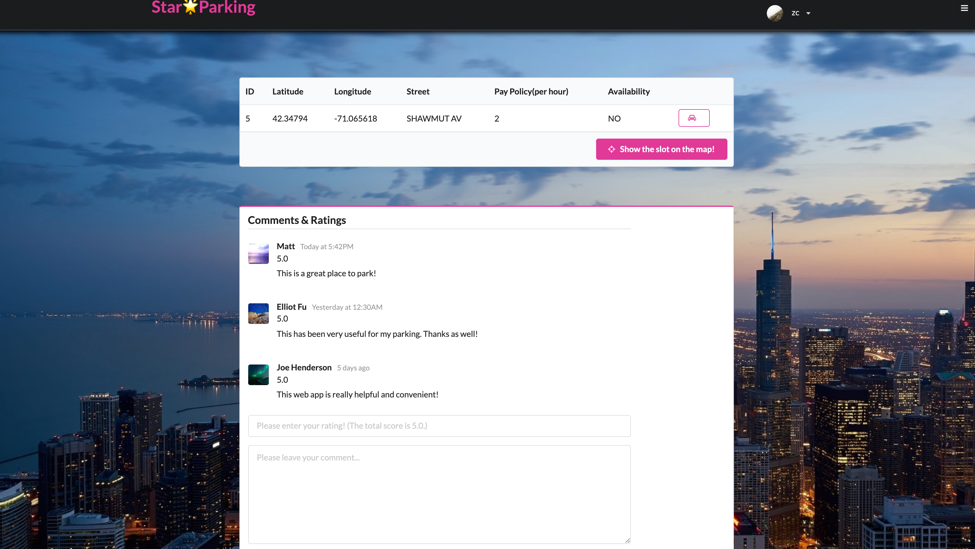 Star🌟Parking
ZC
ID Latitude Longitude Street Pay Policy(per hour) Availability
5 42.34794 -71.065618 SHAWMUT AV 2 NO
Show the slot on the map!
Comments & Ratings
Matt Today at 5:42PM
5.0
This is a great place to park!
Elliot Fu Yesterday at 12:30AM
5.0
This has been very useful for my parking. Thanks as well!
Joe Henderson 5 days ago
5.0
This web app is really helpful and convenient!
Please enter your rating! (The total score is 5.0.)
Please leave your comment...